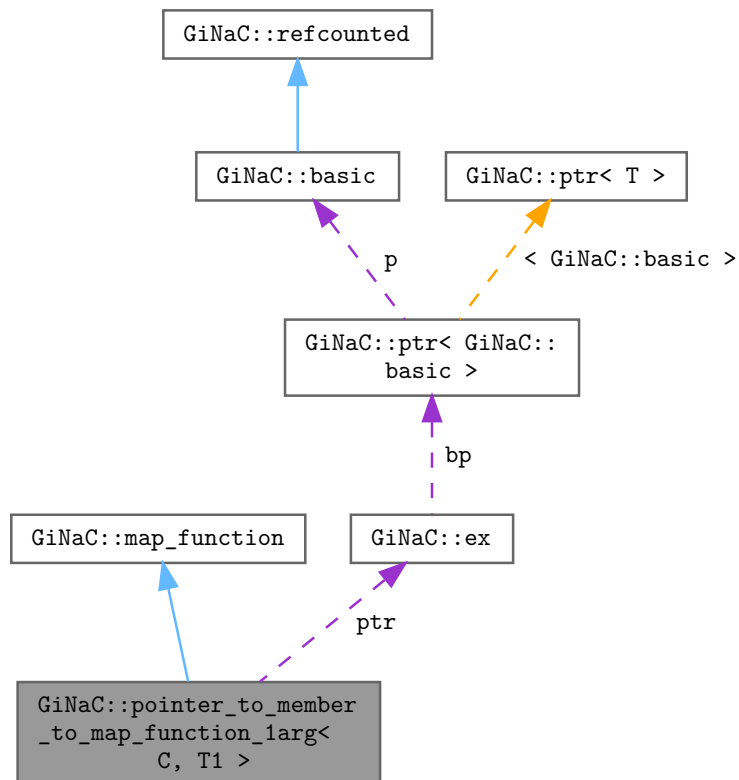 GiNaC::refcounted
GiNaC::basic
GiNaC::ptr< T >
p
< GiNaC::basic >
GiNaC::ptr< GiNaC::
basic >
bp
GiNaC::map_function
GiNaC::ex
ptr
GiNaC::pointer_to_member
_to_map_function_1arg<
C, T1 >